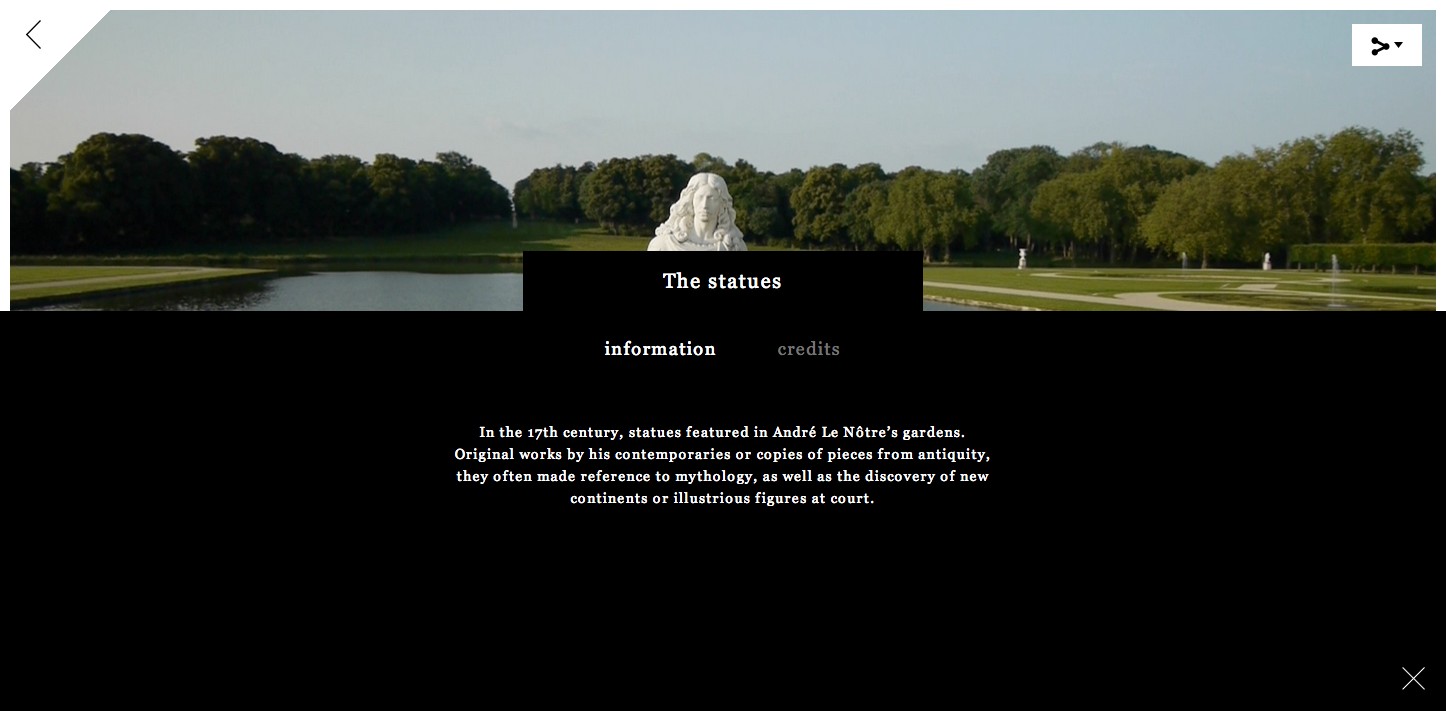 The statues
information credits
In the 17th century, statues featured in André Le Nôtre’s gardens.
Original works by his contemporaries or copies of pieces from antiquity,
they often made reference to mythology, as well as the discovery of new
continents or illustrious figures at court.